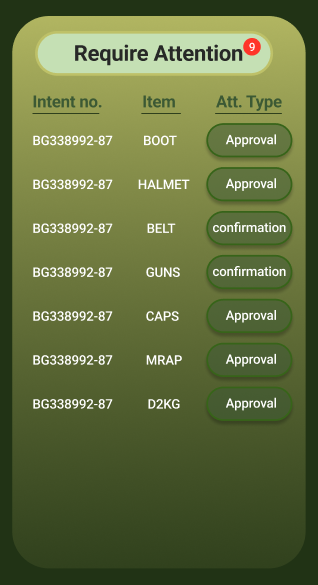 Require Attention 9
Intent no. Item Att. Type
BG338992-87 BOOT Approval
BG338992-87 HALMET Approval
BG338992-87 BELT confirmation
BG338992-87 GUNS confirmation
BG338992-87 CAPS Approval
BG338992-87 MRAP Approval
BG338992-87 D2KG Approval